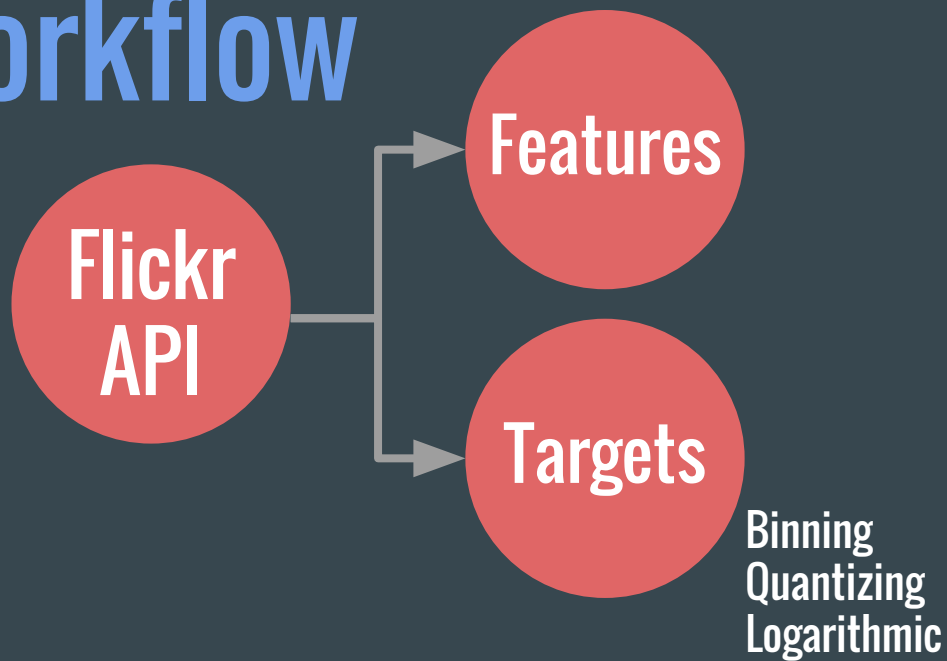 orkflow
Features
Flickr
API
Targets
Binning
Quantizing
Logarithmic